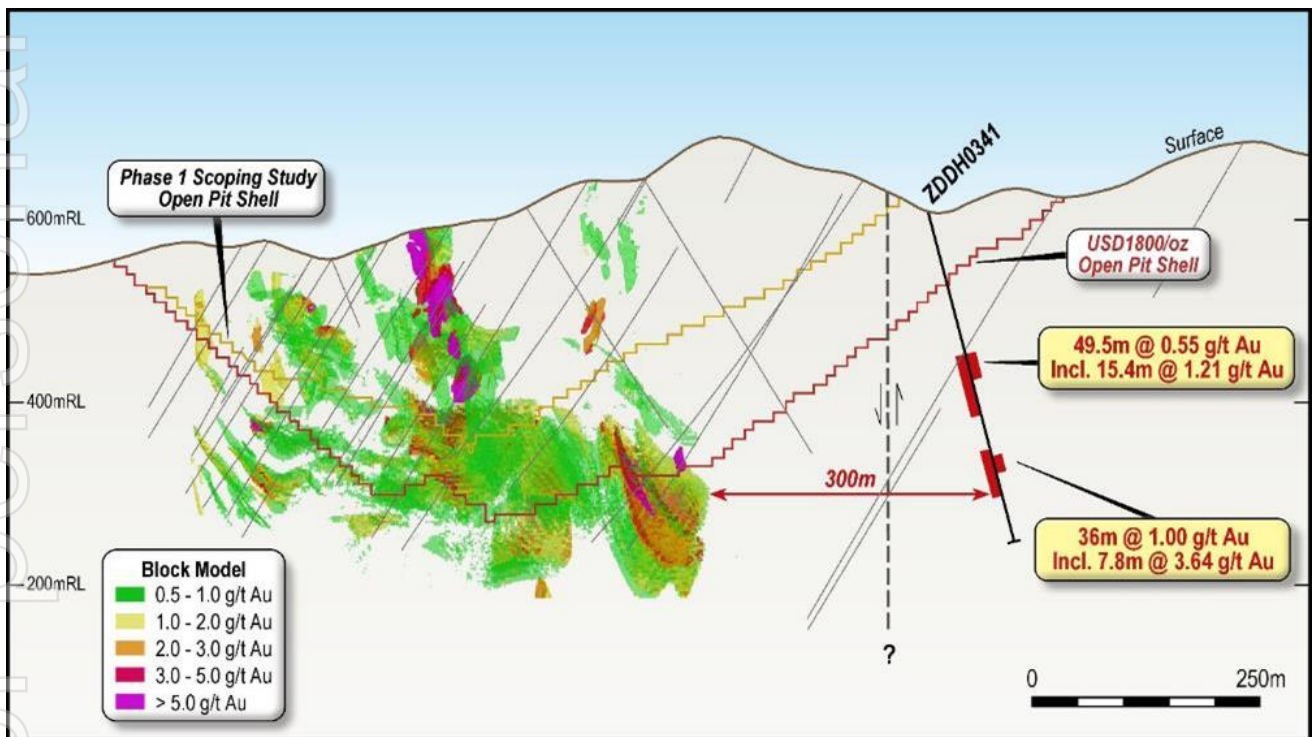 ZDDH0341
Surface
Phase 1 Scoping Study
Open Pit Shell
600mRL
USD1800/oz
Open Pit Shell
49.5m @ 0.55 g/t Au
Incl. 15.4m @ 1.21 g/t Au
400mRL
300m
36m @ 1.00 g/t Au
Incl. 7.8m @ 3.64 g/t Au
Block Model
0.5 - 1.0 g/t Au
1.0 - 2.0 g/t Au
2.0 - 3.0 g/t Au
3.0 - 5.0 g/t Au
> 5.0 g/t Au
200mRL
?
0 250m